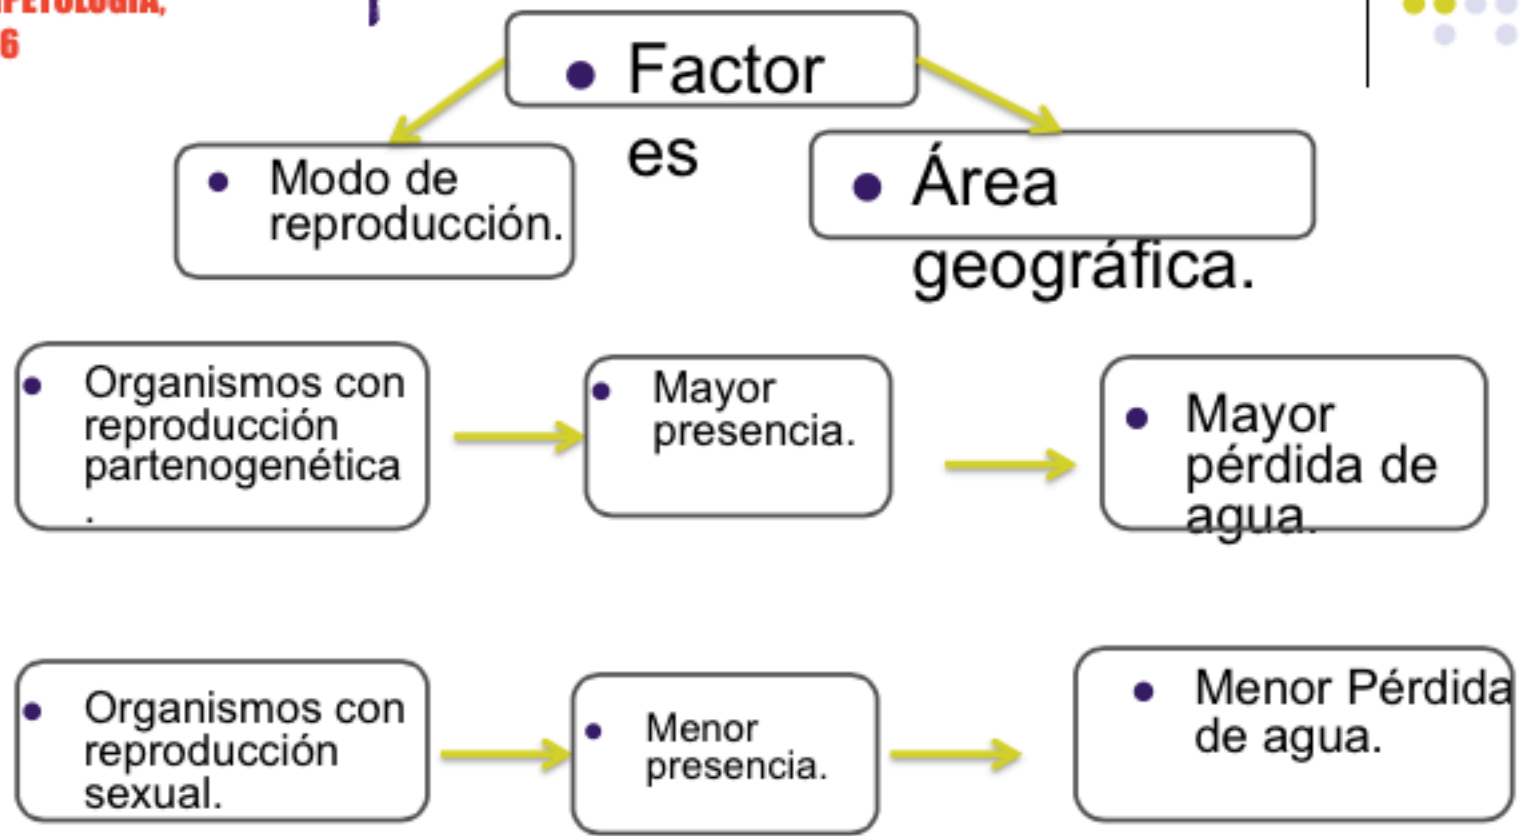 6
Factor
es
Modo de
reproducción.
Área
geográfica.
Organismos con
reproducción
partenogenética
.
Mayor
presencia.
Mayor
pérdida de
agua.
Organismos con
reproducción
sexual.
Menor
presencia.
Menor Pérdida
de agua.